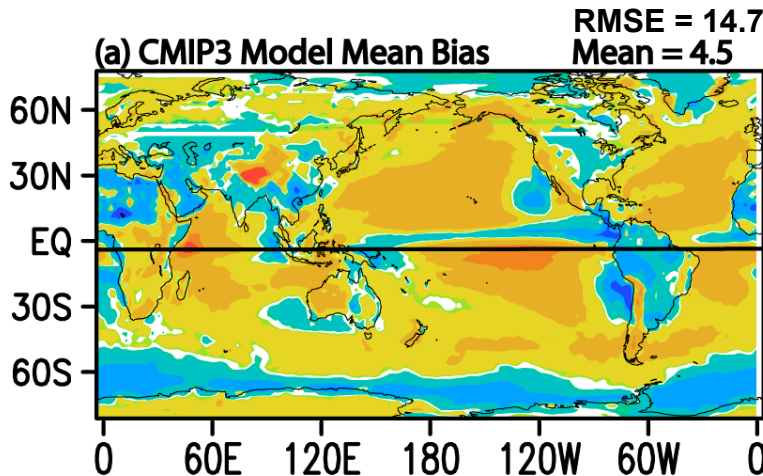 RMSE = 14.7
(a) CMIP3 Model Mean Bias Mean = 4.5
60N
30N
EQ
30S
60S
0 60E 120E 180 120W 60W 0